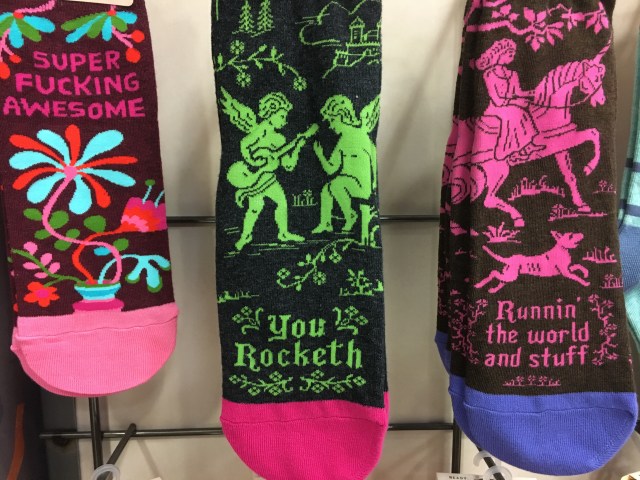 SUPER
FUCKING
AWESOME
You
Rocketh
Runnin'
the world
and stuff